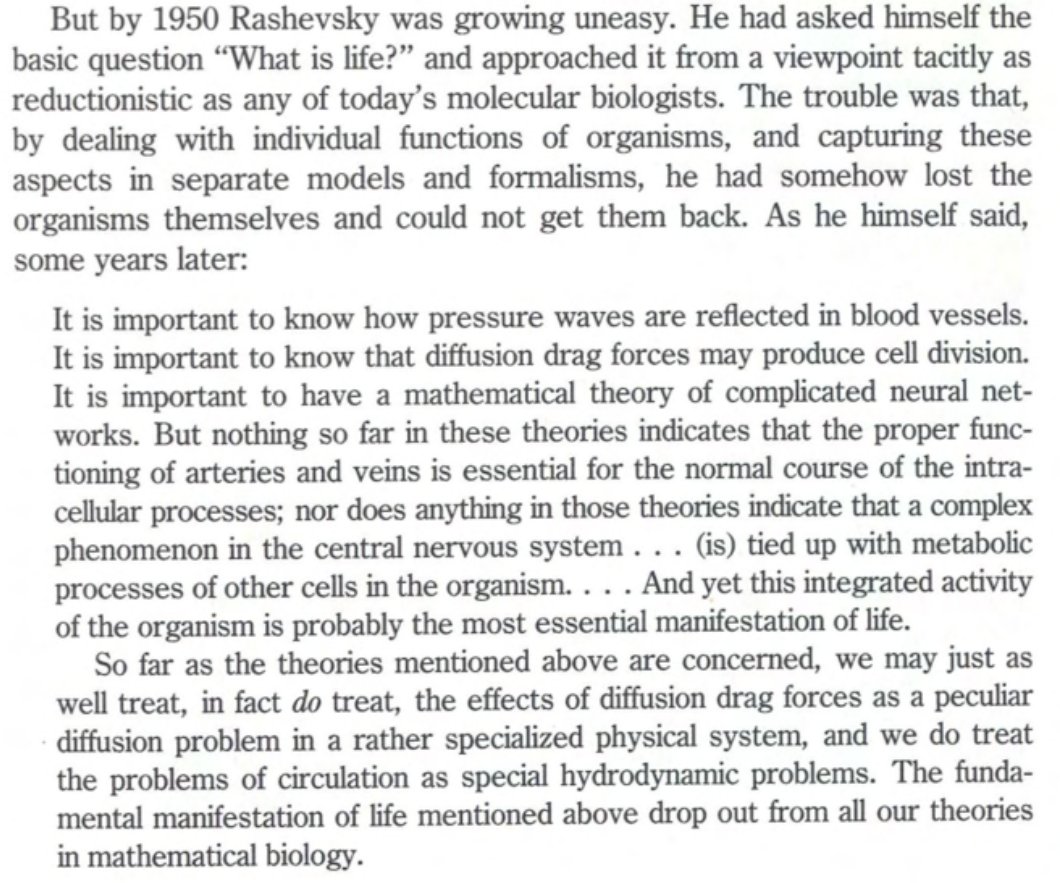 But by 1950 Rashevsky was growing uneasy. He had asked himself the
basic question “What is life?” and approached it from a viewpoint tacitly as
reductionistic as any of today’s molecular biologists. The trouble was that,
by dealing with individual functions of organisms, and capturing these
aspects in separate models and formalisms, he had somehow lost the
organisms themselves and could not get them back. As he himself said,
some years later:
It is important to know how pressure waves are reflected in blood vessels.
It is important to know that diffusion drag forces may produce cell division.
It is important to have a mathematical theory of complicated neural net-
works. But nothing so far in these theories indicates that the proper func-
tioning of arteries and veins is essential for the normal course of the intra-
cellular processes; nor does anything in those theories indicate that a complex
phenomenon in the central nervous system . . . (is) tied up with metabolic
processes of other cells in the organism. . . . And yet this integrated activity
of the organism is probably the most essential manifestation of life.
So far as the theories mentioned above are concerned, we may just as
well treat, in fact do treat, the effects of diffusion drag forces as a peculiar
diffusion problem in a rather specialized physical system, and we do treat
the problems of circulation as special hydrodynamic problems. The funda-
mental manifestation of life mentioned above drop out from all our theories
in mathematical biology.